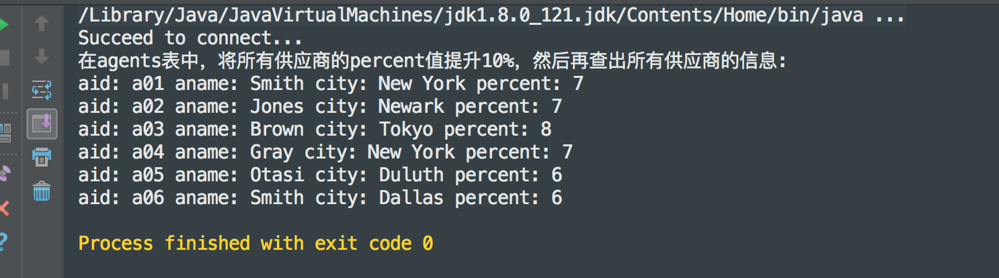 /Library/Java/JavaVirtualMachines/jdk1.8.0_121.jdk/Contents/Home/bin/java ...
Succeed to connect...
在agents表中，将所有供应商的percent值提升10%，然后再查出所有供应商的信息：
aid: a01 aname: Smith city: New York percent: 7
aid: a02 aname: Jones city: Newark percent: 7
aid: a03 aname: Brown city: Tokyo percent: 8
aid: a04 aname: Gray city: New York percent: 7
aid: a05 aname: Otasi city: Duluth percent: 6
aid: a06 aname: Smith city: Dallas percent: 6
Process finished with exit code 0